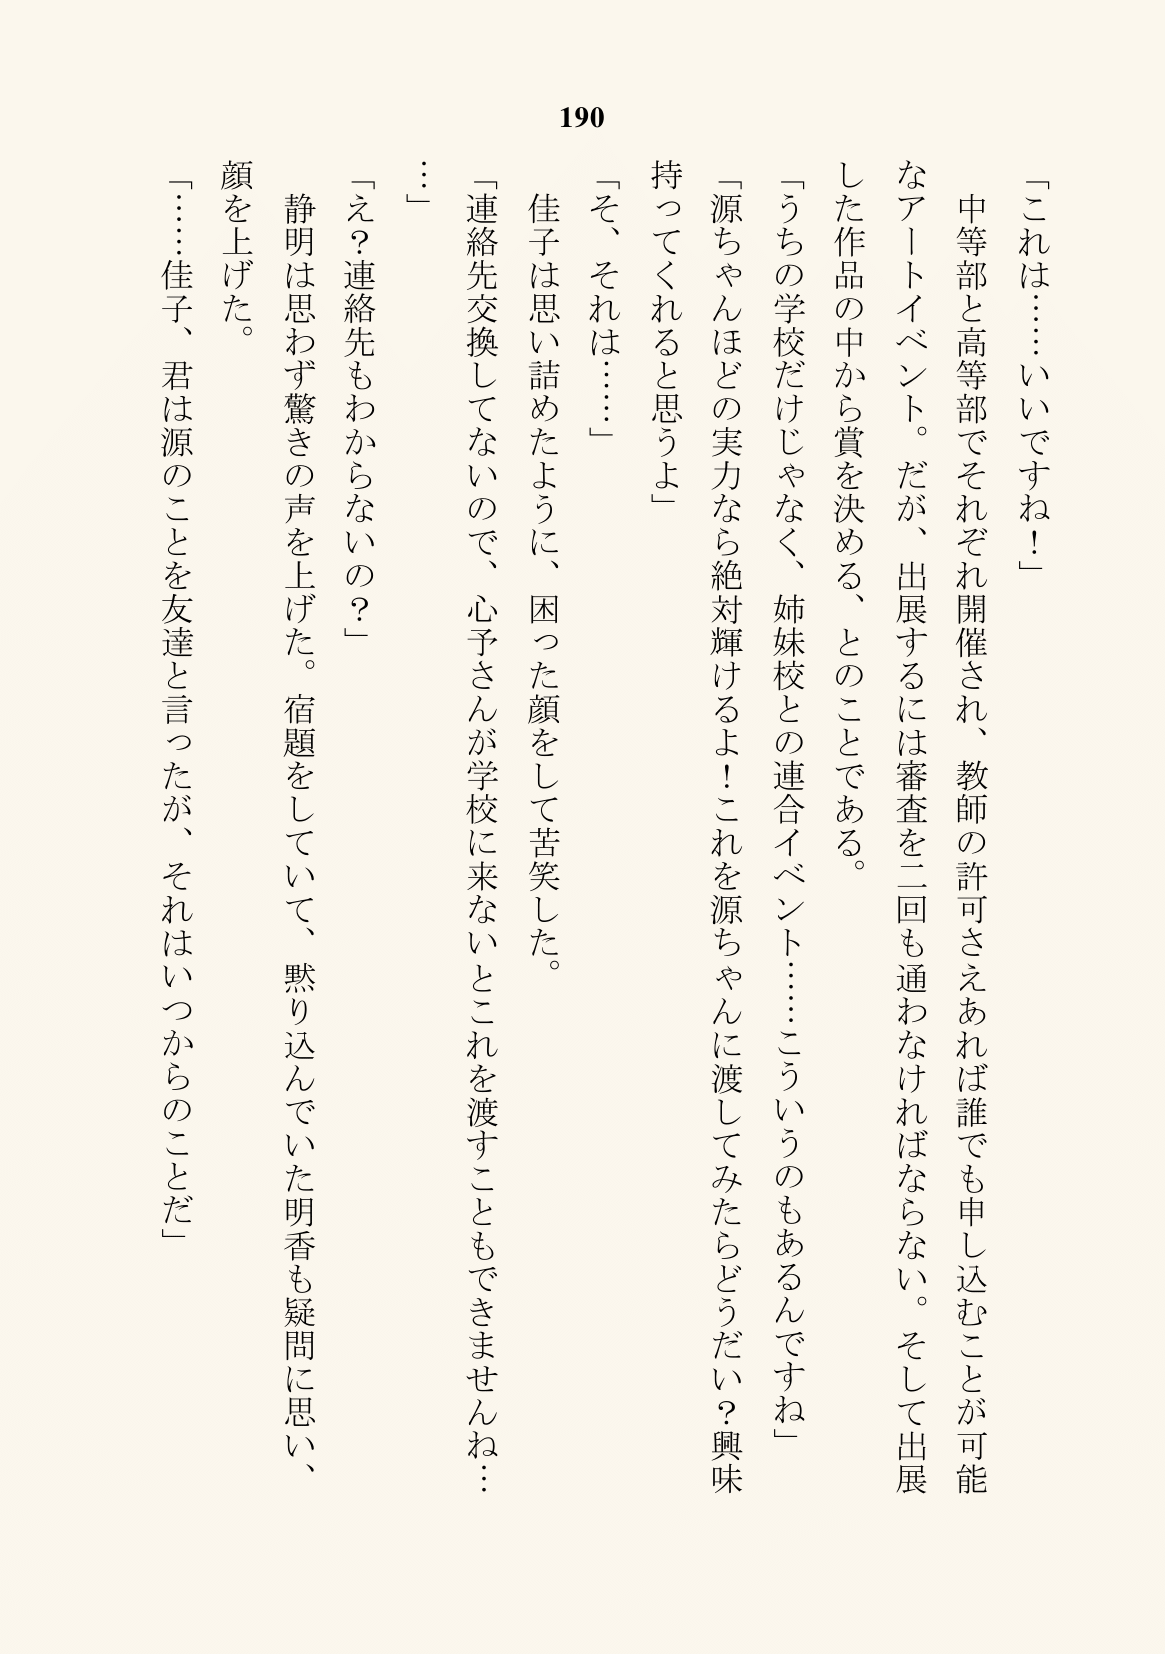 190
「これは……いいですね！」
　中等部と高等部でそれぞれ開催され、教師の許可さえあれば誰でも申し込むことが可能
なアートイベント。だが、出展するには審査を二回も通わなければならない。そして出展
した作品の中から賞を決める、とのことである。
「うちの学校だけじゃなく、姉妹校との連合イベント……こういうのもあるんですね」
「源ちゃんほどの実力なら絶対輝けるよ！これを源ちゃんに渡してみたらどうだい？興味
持ってくれると思うよ」
「そ、それは……」
　佳子は思い詰めたように、困った顔をして苦笑した。
「連絡先交換してないので、心予さんが学校に来ないとこれを渡すこともできませんね…
…」
「え？連絡先もわからないの？」
　静明は思わず驚きの声を上げた。宿題をしていて、黙り込んでいた明香も疑問に思い、
顔を上げた。
「……佳子、君は源のことを友達と言ったが、それはいつからのことだ」